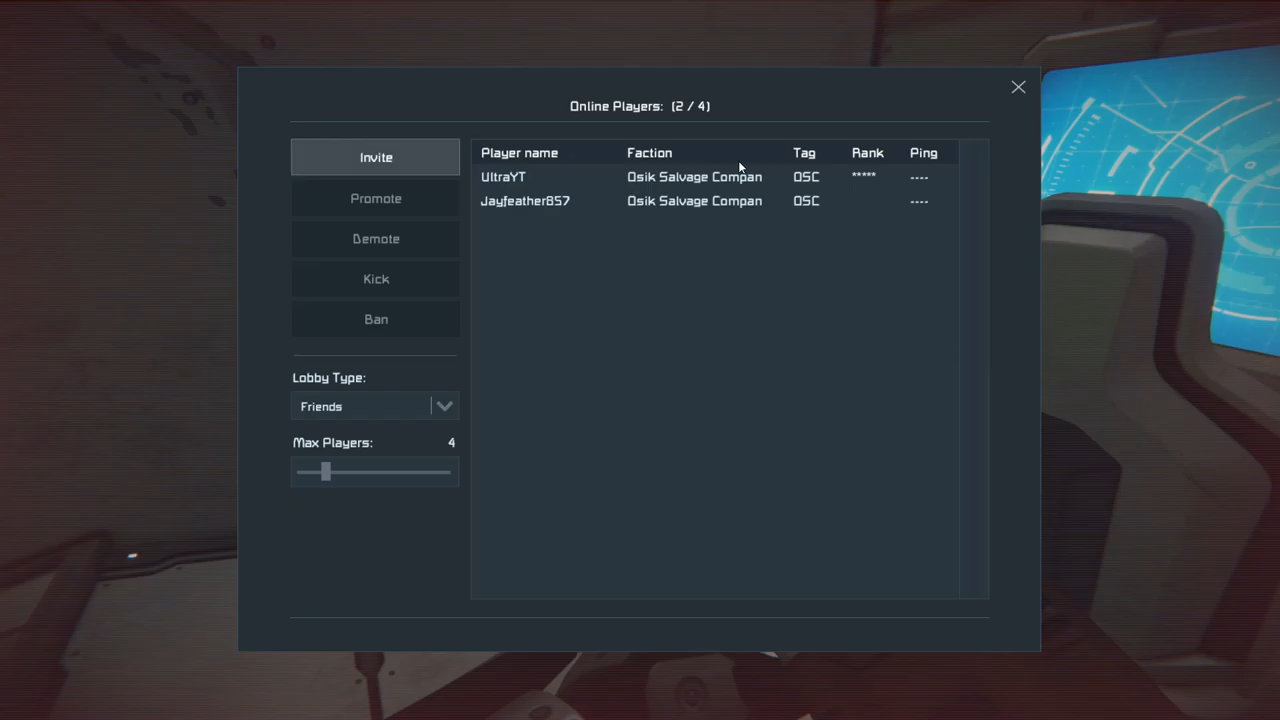 Online Players: (2 / 4)
Invite
Promote
Demote
Kick
Ban
Lobby Type:
Friends
Max Players: 4
Player name Faction Tag Rank Ping
UltraYT Osik Salvage Compan OSC ***** ----
Jayfeather857 Osik Salvage Compan OSC ----